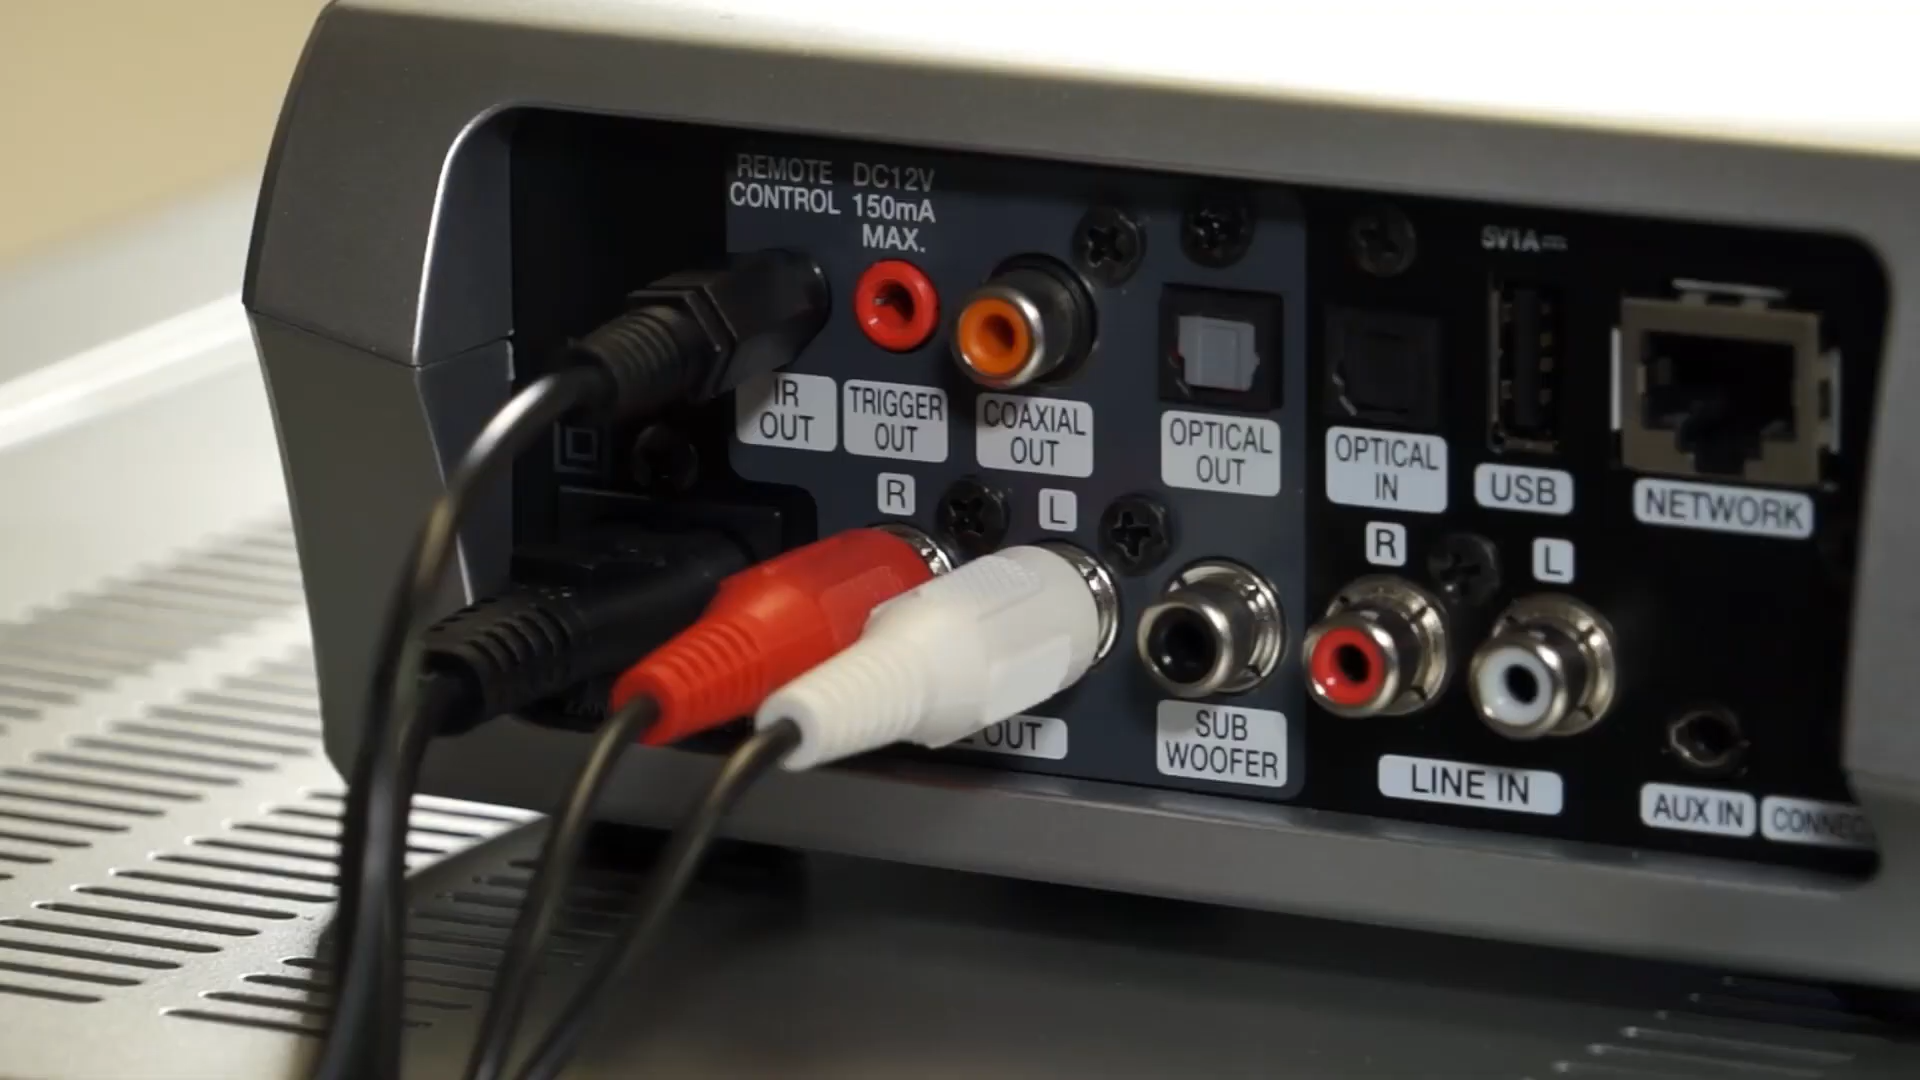 REMOTE
CONTROL
DC12V
150mA
MAX.
5V1A
IR
OUT
TRIGGER
OUT
COAXIAL
OUT
OPTICAL
OUT
OPTICAL
IN
USB
NETWORK
R
L
R
L
OUT
SUB
WOOFER
LINE IN
AUX IN